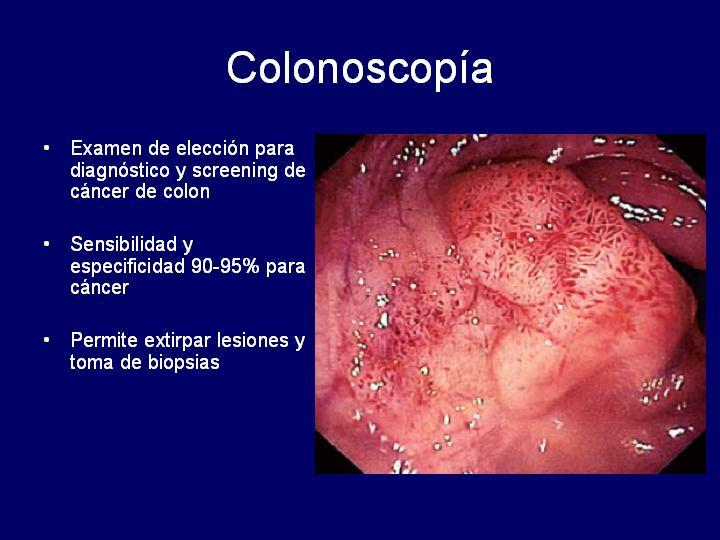 Colonoscopía
• Examen de elección para
diagnóstico y screening de
cáncer de colon
• Sensibilidad y
especificidad 90-95% para
cáncer
• Permite extirpar lesiones y
toma de biopsias